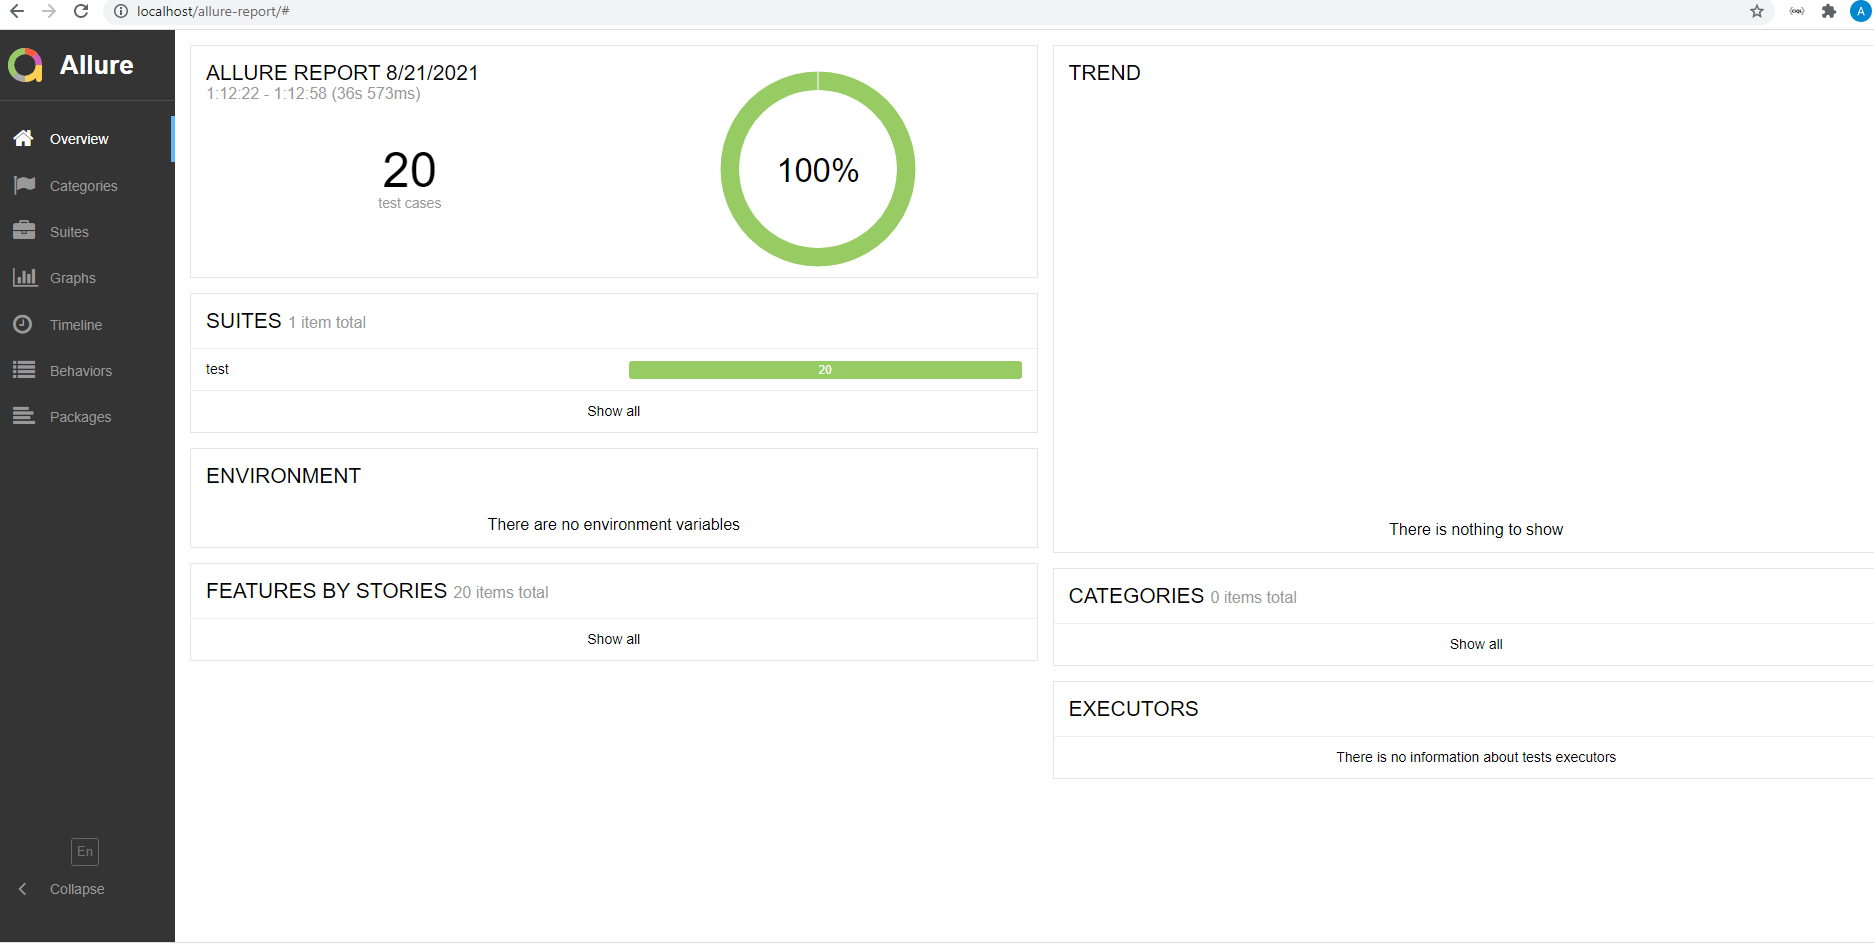 localhost/allure-report/#
A
Allure
Overview
Categories
Suites
Graphs
Timeline
Behaviors
Packages
En
Collapse
ALLURE REPORT 8/21/2021
1:12:22 - 1:12:58 (36s 573ms)
20
test cases
100%
SUITES 1 item total
test
20
Show all
ENVIRONMENT
There are no environment variables
FEATURES BY STORIES 20 items total
Show all
TREND
There is nothing to show
CATEGORIES 0 items total
Show all
EXECUTORS
There is no information about tests executors